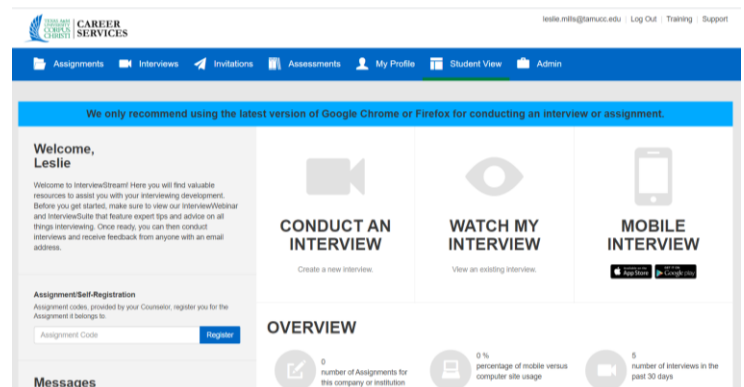 TEXAS A&M
UNIVERSITY
CORPUS
CHRISTI
CAREER
SERVICES
leslie.mills@tamucc.edu | Log Out | Training | Support
Assignments Interviews Invitations Assessments My Profile Student View Admin
We only recommend using the latest version of Google Chrome or Firefox for conducting an interview or assignment.
Welcome,
Leslie
Welcome to InterviewStream! Here you will find valuable
resources to assist you with your interviewing development.
Before you get started, make sure to view our InterviewWebinar
and InterviewSuite that feature expert tips and advice on all
things interviewing. Once ready, you can then conduct
interviews and receive feedback from anyone with an email
address.
Assignment/Self-Registration
Assignment codes, provided by your Counselor, register you for the
Assignment it belongs to.
Assignment Code Register
Messages
CONDUCT AN
INTERVIEW
Create a new interview.
WATCH MY
INTERVIEW
View an existing interview.
MOBILE
INTERVIEW
App Store Google play
OVERVIEW
0
number of Assignments for
this company or institution
0 %
percentage of mobile versus
computer site usage
5
number of interviews in the
past 30 days